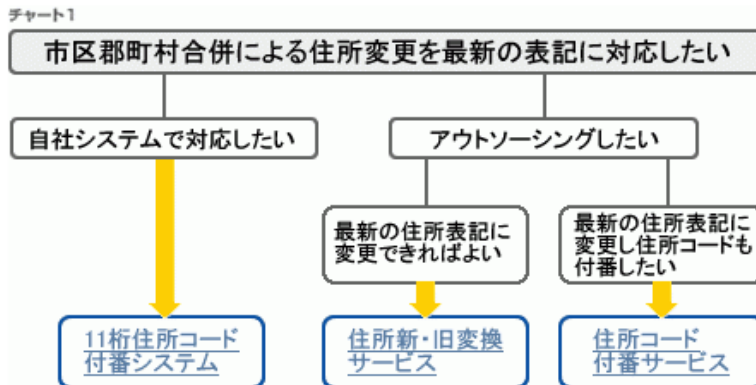 チャート1
市区郡町村合併による住所変更を最新の表記に対応したい
自社システムで対応したい
アウトソーシングしたい
最新の住所表記に
変更できればよい
最新の住所表記に
変更し住所コードも
付番したい
11桁住所コード
付番システム
住所新・旧変換
サービス
住所コード
付番サービス